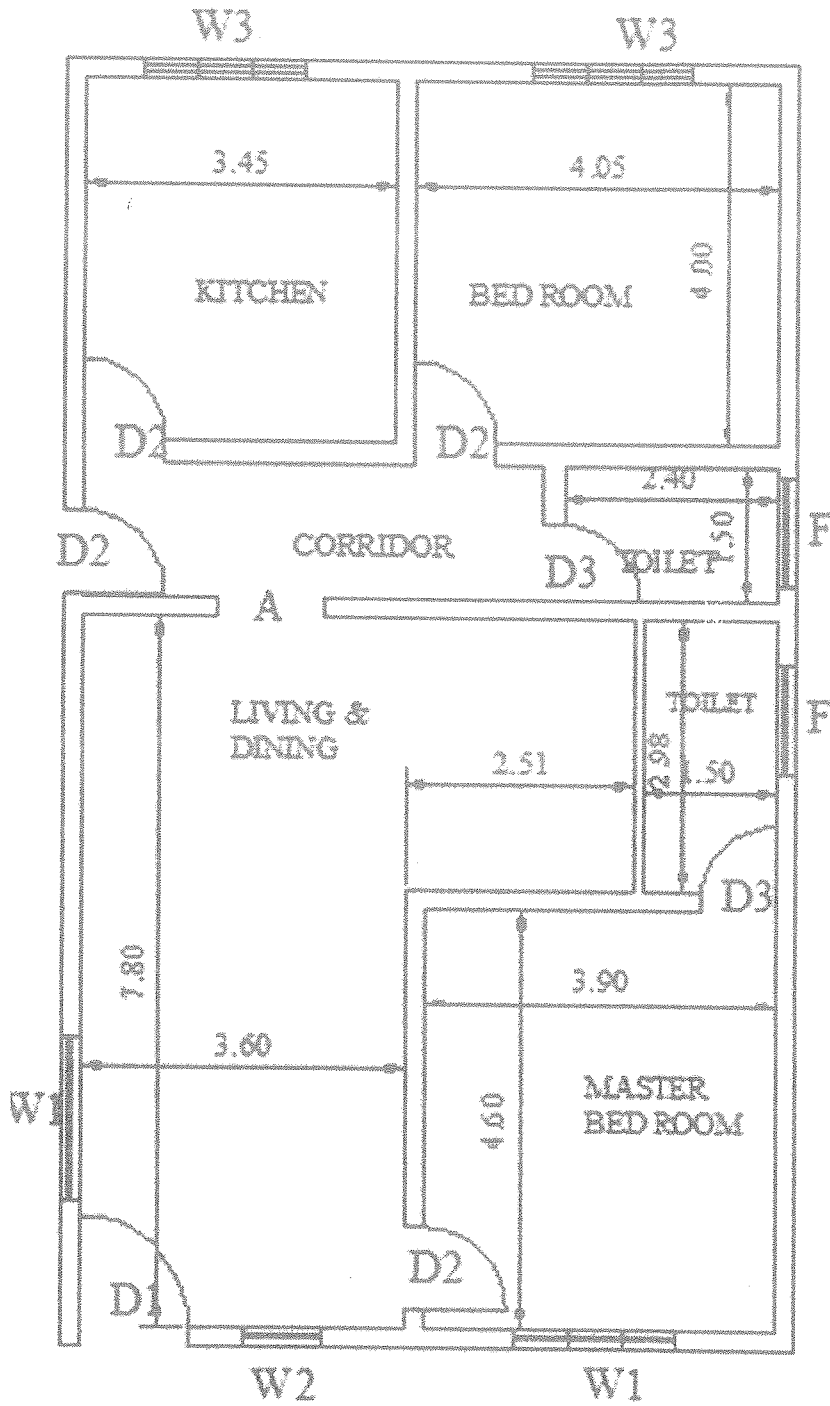 W3
W3
3.45
4.05
4.00
KITCHEN
BED ROOM
D2
D2
2.40
1.50
F
CORRIDOR
D2
D3
TOILET
A
LIVING &
DINING
TOILET
F
2.98
2.51
1.50
D3
7.80
3.90
3.60
MASTER
BED ROOM
4.60
W1
D2
D1
W2
W1